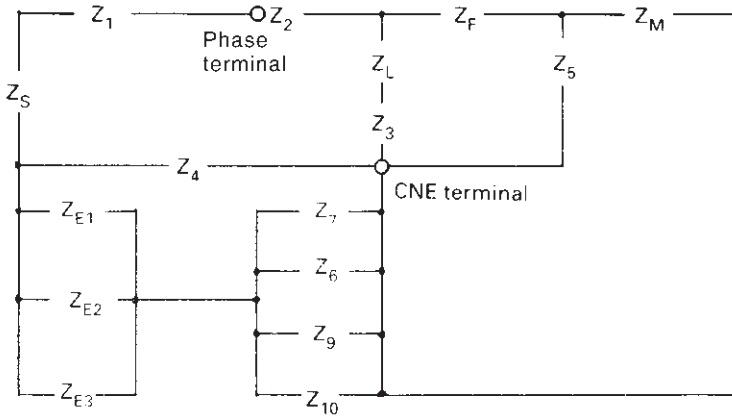 Z1 Z2 ZF ZM
Phase
terminal
ZS ZL Z5
Z3
Z4
CNE terminal
ZE1 Z7
Z6
ZE2
Z9
ZE3 Z10